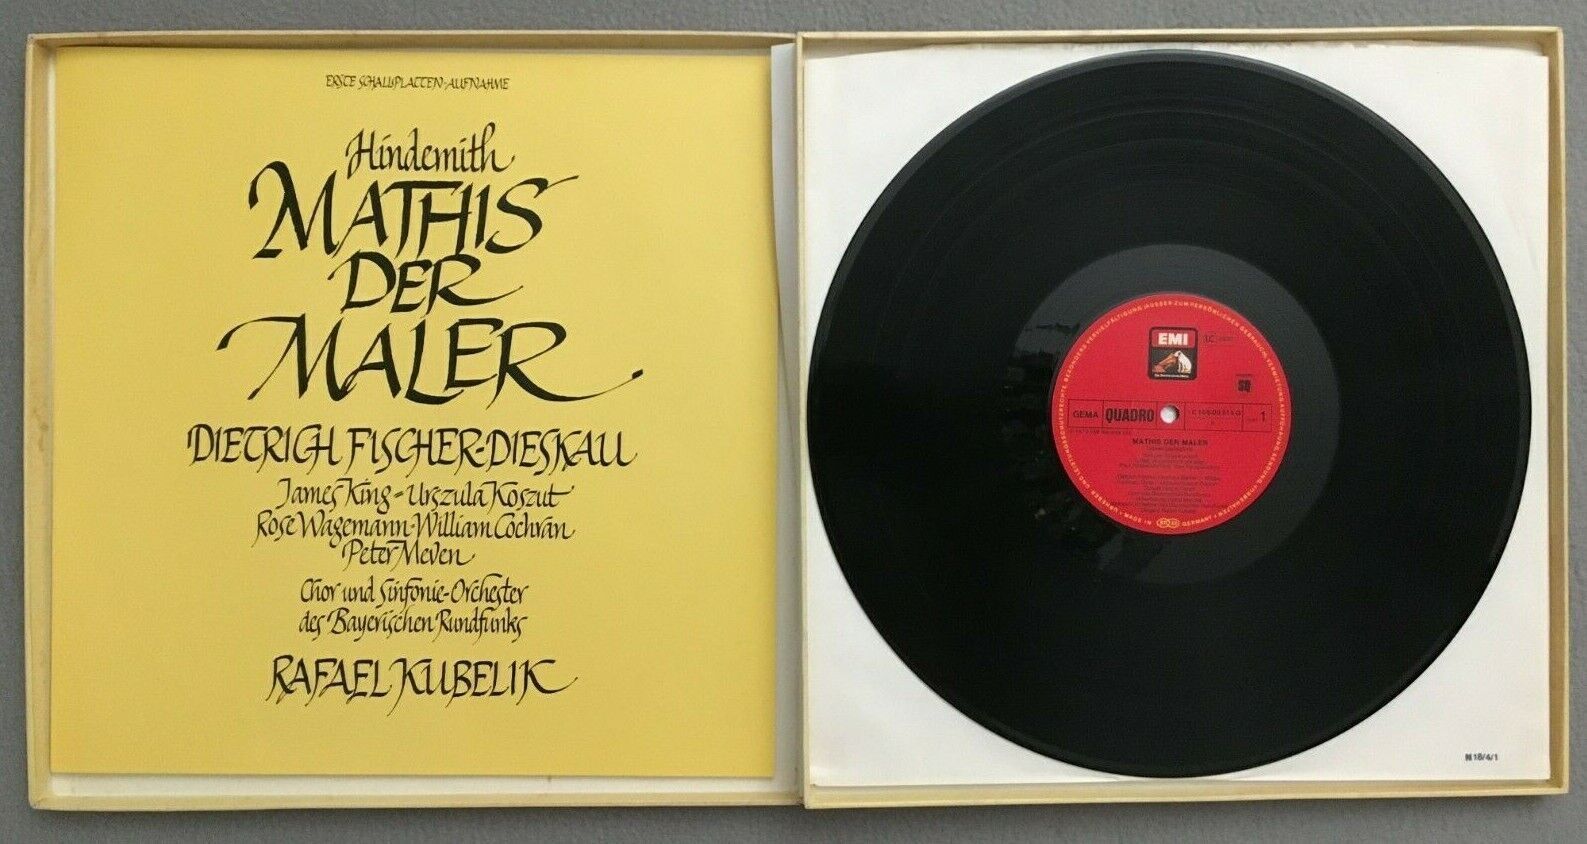 ERSTE SCHALLPLATTEN-AUFNAHME
Hindemith
MATHIS
DER
MALER
DIETRICH FISCHER-DIESKAU
James King - Urszula Koszut
Rose Wagemann - William Cochran
Peter Meven
Chor und Sinfonie-Orchester
des Bayerischen Rundfunks
RAFAEL KUBELIK
EMI
1C
SQ
GEMA QUADRO 1
MATHIS DER MALER
MADE IN GERMANY
N 18/4/1